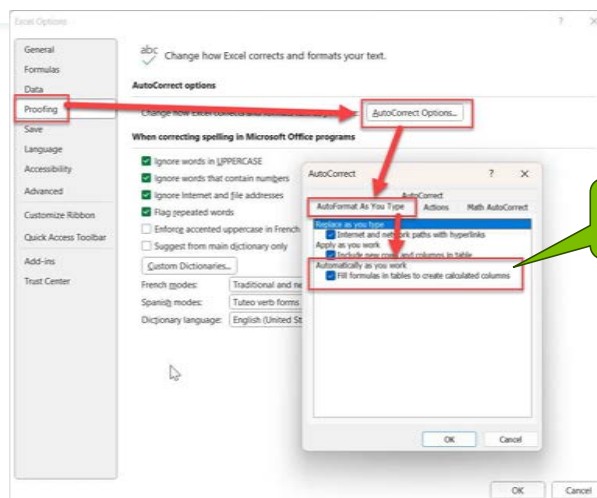 Excel Options
? ×
General
Formulas
Data
Proofing
Save
Language
Accessibility
Advanced
Customize Ribbon
Quick Access Toolbar
Add-ins
Trust Center
abc
Change how Excel corrects and formats your text.
AutoCorrect options
Change how Excel corrects and formats
AutoCorrect Options...
When correcting spelling in Microsoft Office programs
Ignore words in UPPERCASE
Ignore words that contain numbers
Ignore Internet and file addresses
Flag repeated words
Enforce accented uppercase in French
Suggest from main dictionary only
Custom Dictionaries...
French modes: Traditional and ne
Spanish modes: Tuteo verb forms
Dictionary language: English (United St
AutoCorrect ? ×
AutoCorrect
AutoFormat As You Type Actions Math AutoCorrect
Replace as you type
Internet and network paths with hyperlinks
Apply as you work
Include new rows and columns in table
Automatically as you work
Fill formulas in tables to create calculated columns
OK Cancel
OK Cancel